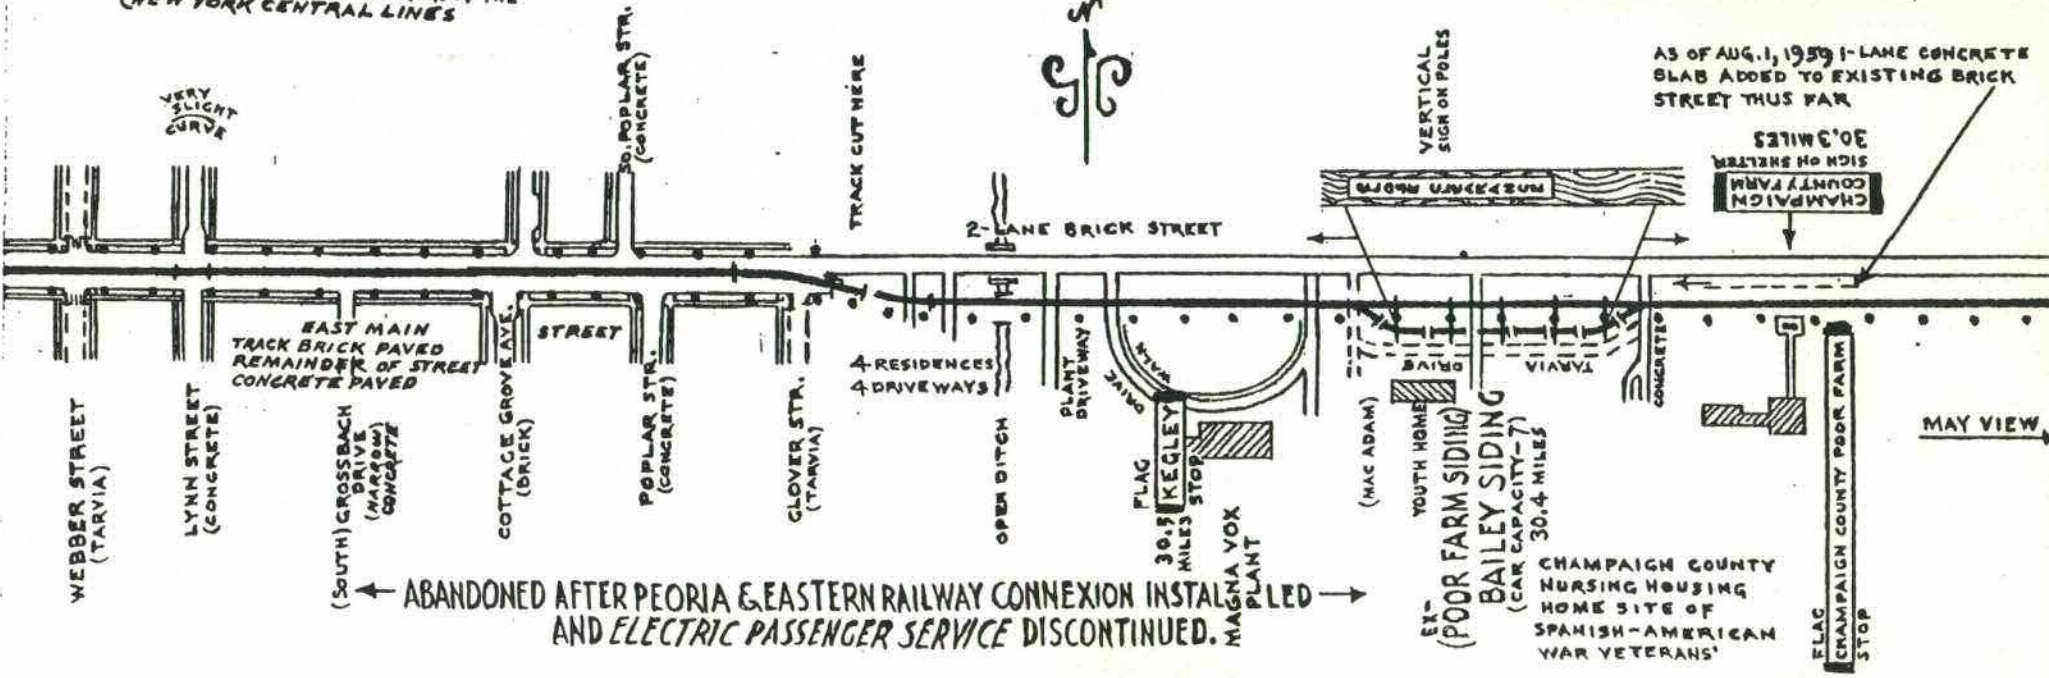 (NEW YORK CENTRAL LINES
VERY
SLIGHT
CURVE
SO. POPLAR STR.
(CONCRETE)
TRACK CUT HERE
N
VERTICAL
SIGN ON POLES
AS OF AUG. 1, 1959 1-LANE CONCRETE
SLAB ADDED TO EXISTING BRICK
STREET THUS FAR
30.3 MILES
SIGN ON SHELTER
CHAMPAIGN
COUNTY FARM
2-LANE BRICK STREET
EAST MAIN
STREET
TRACK BRICK PAVED
REMAINDER OF STREET
CONCRETE PAVED
WEBBER STREET
(TARVIA)
LYNN STREET
(CONCRETE)
(SOUTH) GROSSBACH
DRIVE
(NARROW)
CONCRETE
COTTAGE GROVE AVE.
(BRICK)
POPLAR STR.
(CONCRETE)
GLOVER STR.
(TARVIA)
4 RESIDENCES
4 DRIVEWAYS
OPEN DITCH
PLANT
DRIVEWAY
DRIVE
WALK
FLAG
STOP
KEGLEY
30.5
MILES
MAGNA VOX
PLANT
(MAC ADAM)
DRIVE
TARVIA
YOUTH HOME
EX-
(POOR FARM SIDING)
BAILEY SIDING
(CAR CAPACITY-7)
30.4 MILES
CONCRETE
CHAMPAIGN COUNTY
NURSING HOUSING
HOME SITE OF
SPANISH-AMERICAN
WAR VETERANS'
FLAG
STOP
CHAMPAIGN COUNTY POOR FARM
MAY VIEW
ABANDONED AFTER PEORIA & EASTERN RAILWAY CONNEXION INSTALLED
AND ELECTRIC PASSENGER SERVICE DISCONTINUED.